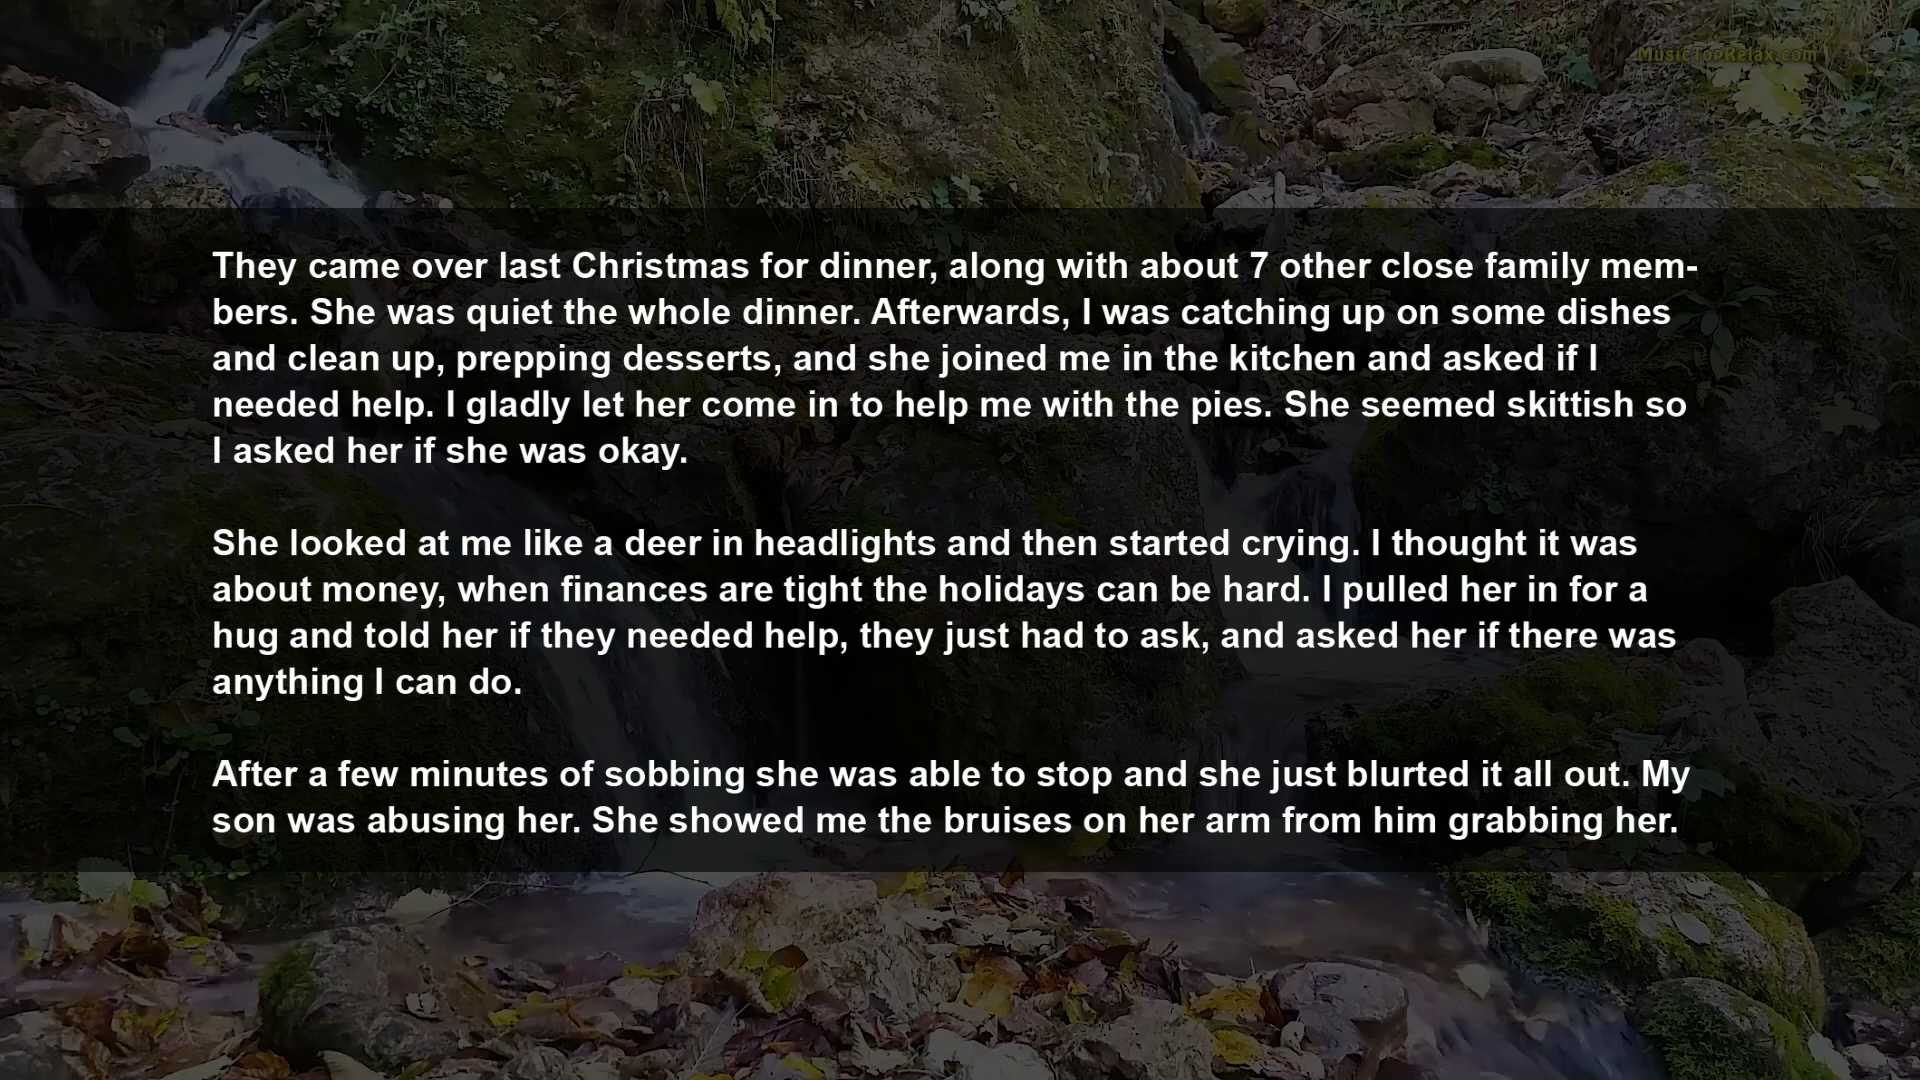 MusicTopRelax.com
They came over last Christmas for dinner, along with about 7 other close family mem-
bers. She was quiet the whole dinner. Afterwards, I was catching up on some dishes
and clean up, prepping desserts, and she joined me in the kitchen and asked if I
needed help. I gladly let her come in to help me with the pies. She seemed skittish so
I asked her if she was okay.
She looked at me like a deer in headlights and then started crying. I thought it was
about money, when finances are tight the holidays can be hard. I pulled her in for a
hug and told her if they needed help, they just had to ask, and asked her if there was
anything I can do.
After a few minutes of sobbing she was able to stop and she just blurted it all out. My
son was abusing her. She showed me the bruises on her arm from him grabbing her.